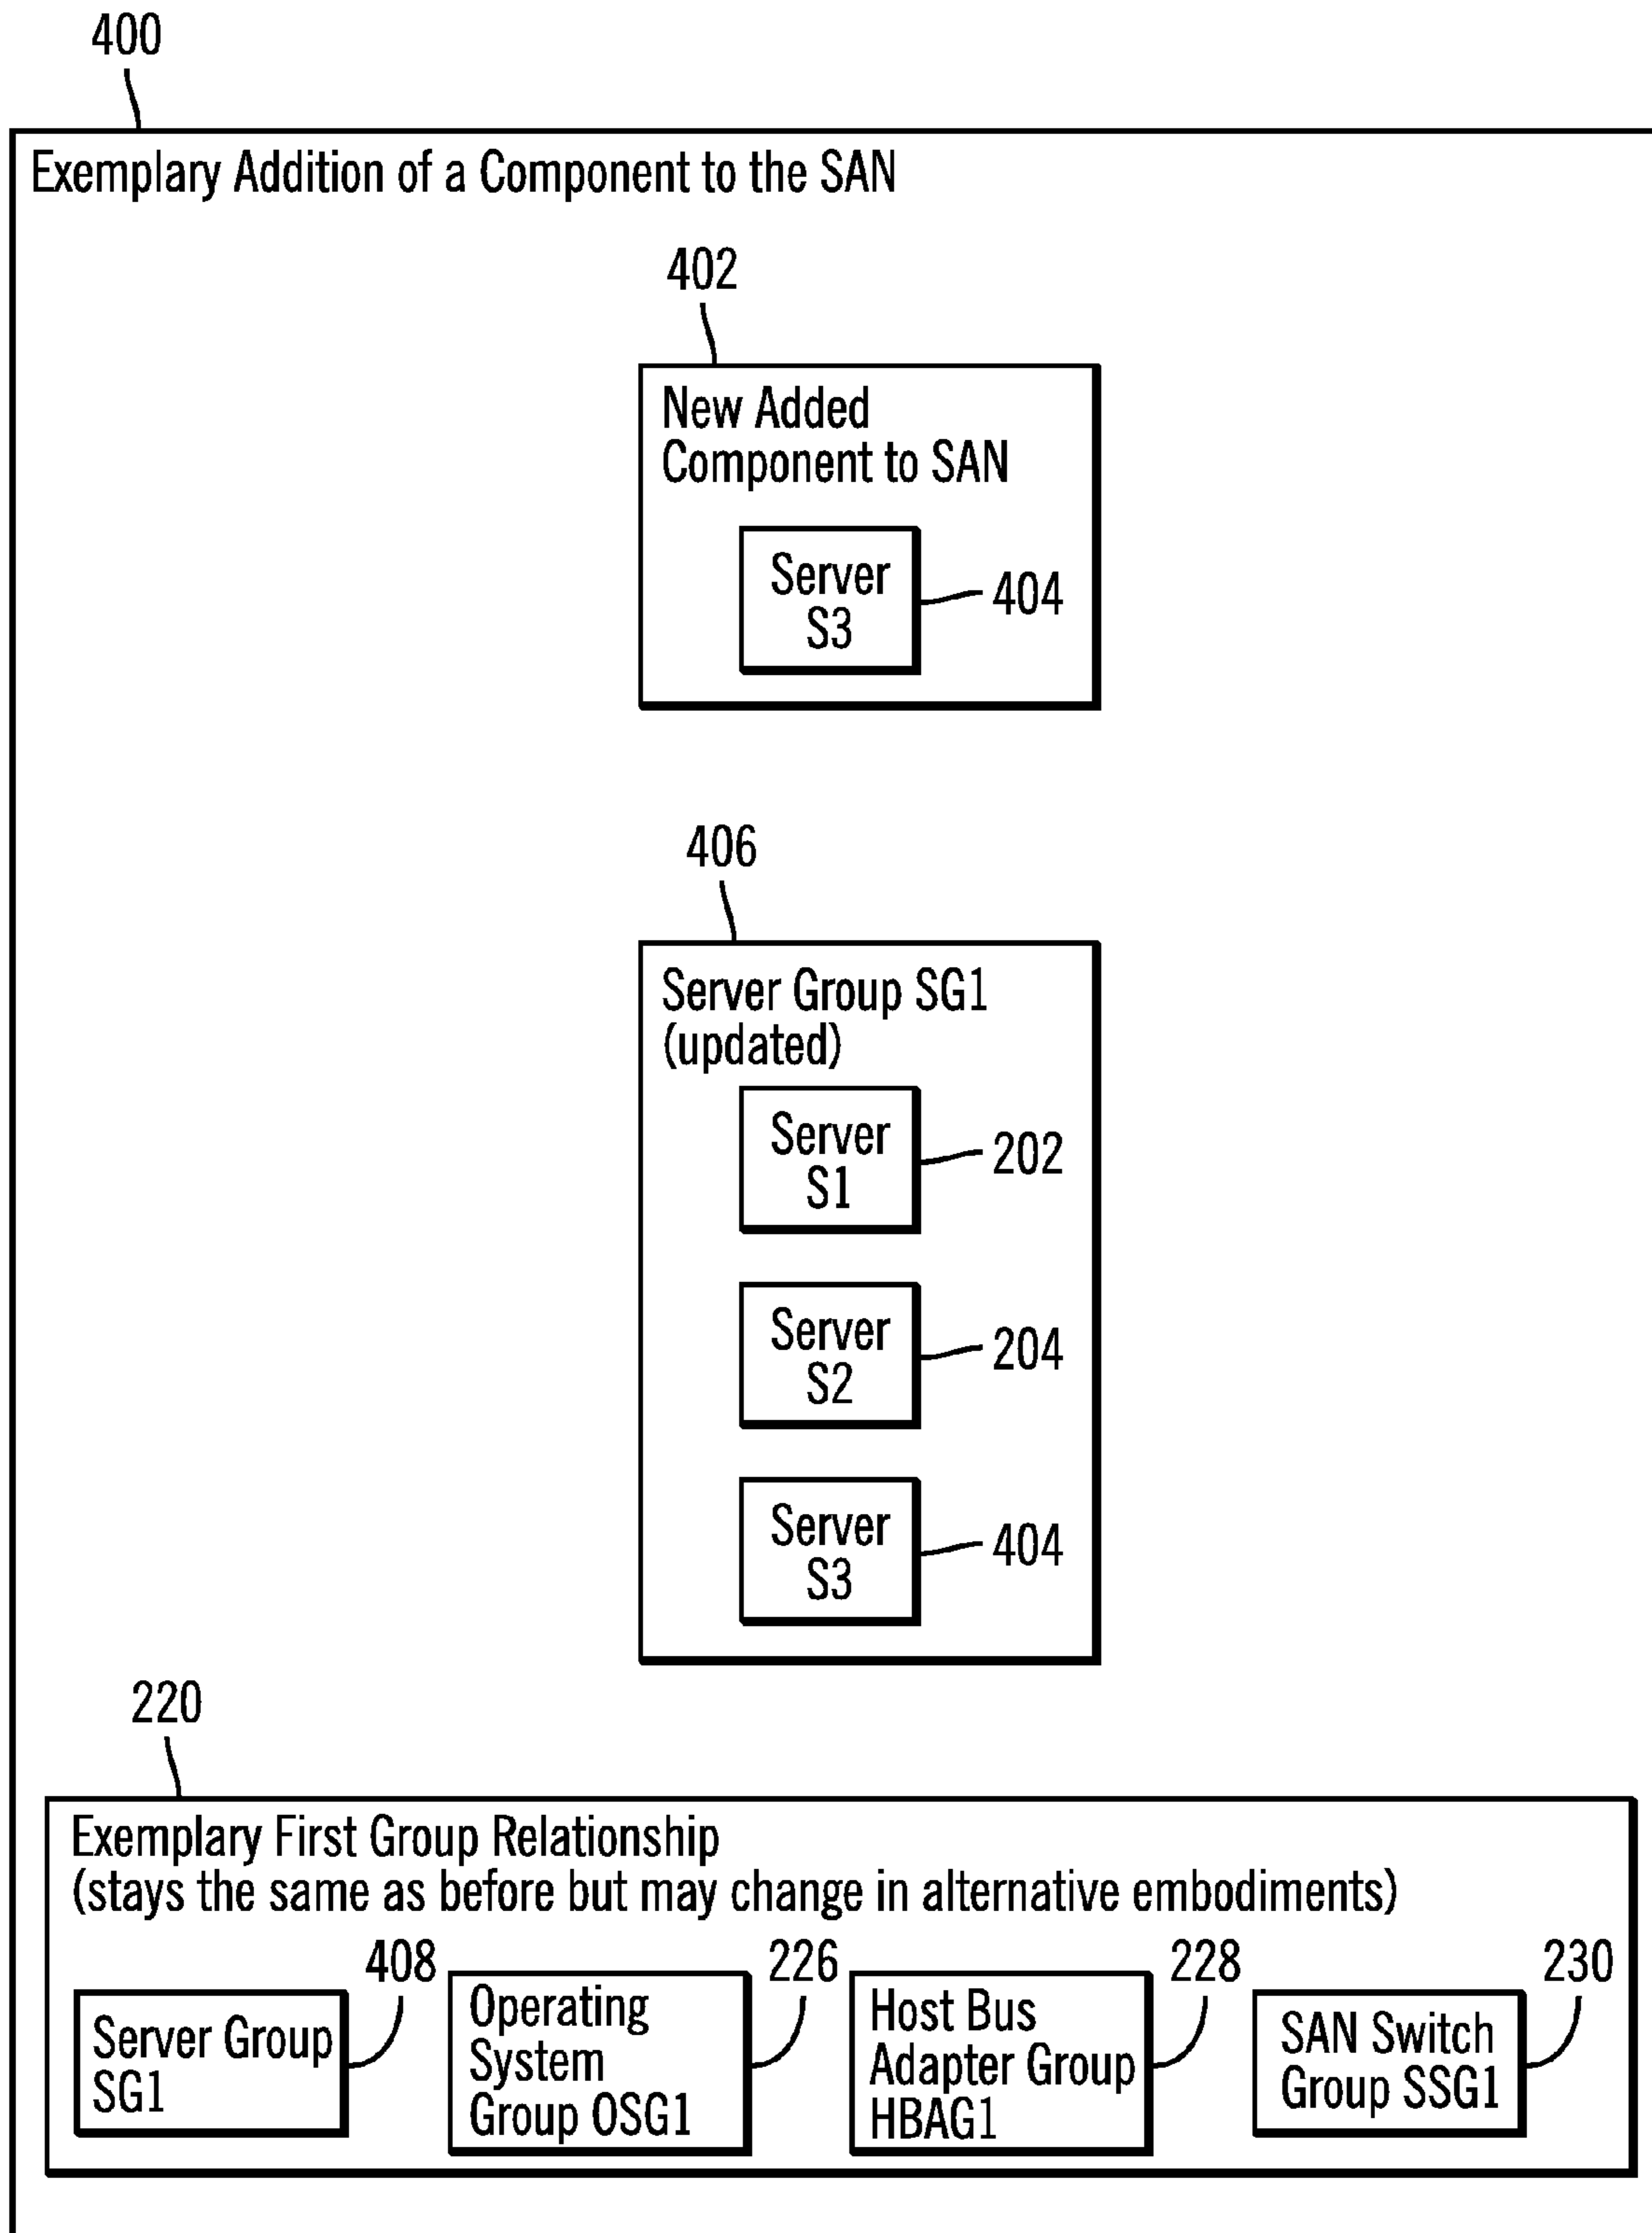 400
Exemplary Addition of a Component to the SAN
402
New Added
Component to SAN
Server
S3
404
406
Server Group SG1
(updated)
Server
S1
202
Server
S2
204
Server
S3
404
220
Exemplary First Group Relationship
(stays the same as before but may change in alternative embodiments)
408
Server Group
SG1
226
Operating
System
Group OSG1
228
Host Bus
Adapter Group
HBAG1
230
SAN Switch
Group SSG1